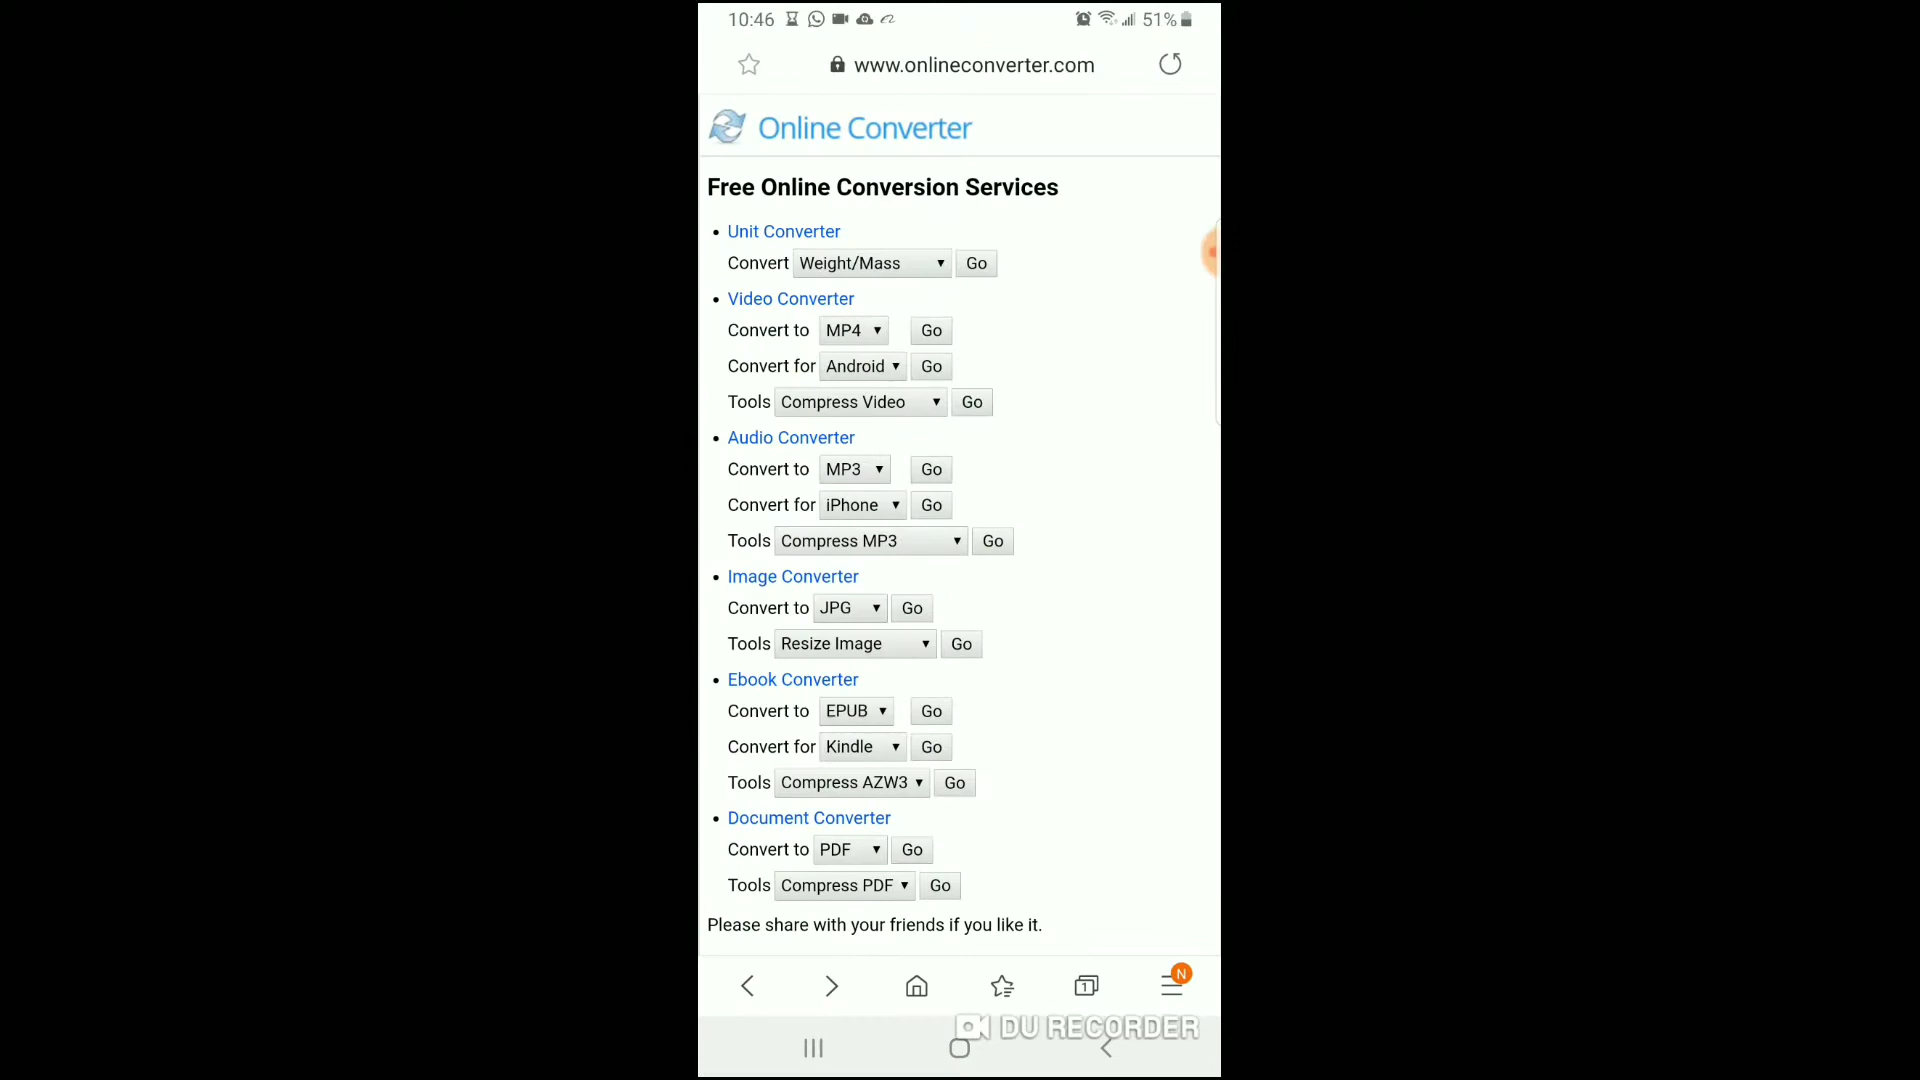 10:46 51%
www.onlineconverter.com
Online Converter
Free Online Conversion Services
Unit Converter
Convert Weight/Mass Go
Video Converter
Convert to MP4 Go
Convert for Android Go
Tools Compress Video Go
Audio Converter
Convert to MP3 Go
Convert for iPhone Go
Tools Compress MP3 Go
Image Converter
Convert to JPG Go
Tools Resize Image Go
Ebook Converter
Convert to EPUB Go
Convert for Kindle Go
Tools Compress AZW3 Go
Document Converter
Convert to PDF Go
Tools Compress PDF Go
Please share with your friends if you like it.
1 N
DU RECORDER